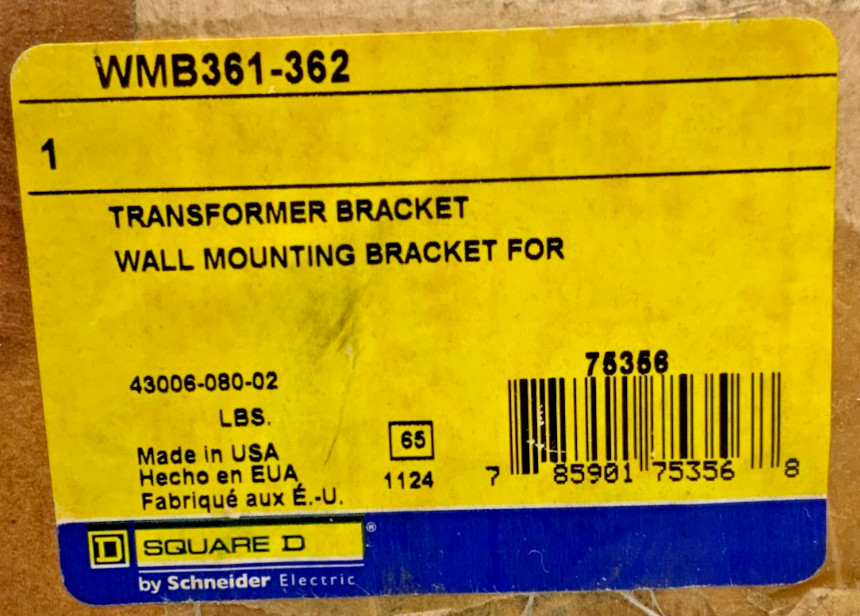 WMB361-362
1
TRANSFORMER BRACKET
WALL MOUNTING BRACKET FOR
75356
43006-080-02
LBS.
65
Made in USA
Hecho en EUA
Fabriqué aux É.-U.
1124
7 85901 75356 8
D SQUARE D ®
by Schneider Electric